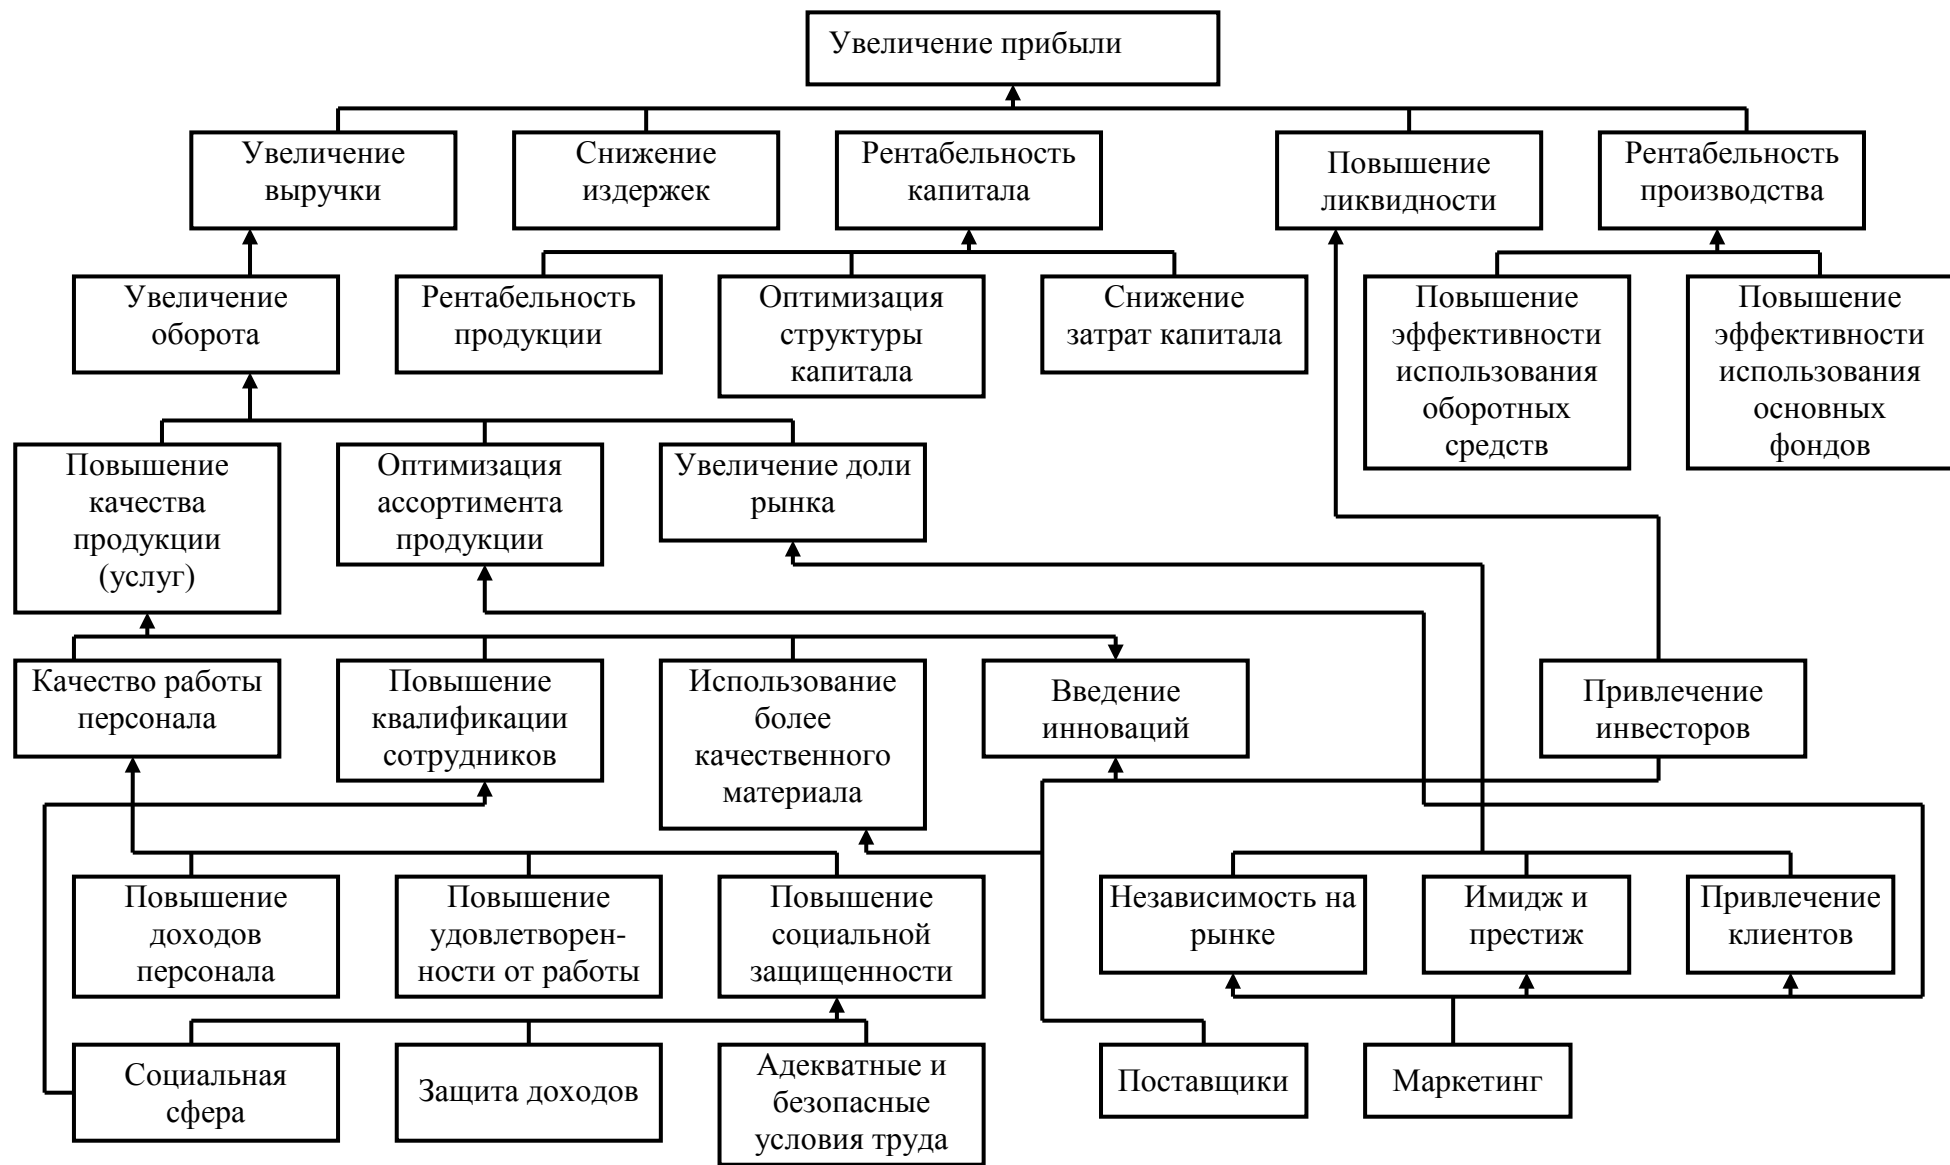 Увеличение прибыли
Увеличение
выручки
Снижение
издержек
Рентабельность
капитала
Повышение
ликвидности
Рентабельность
производства
Увеличение
оборота
Рентабельность
продукции
Оптимизация
структуры
капитала
Снижение
затрат капитала
Повышение
эффективности
использования
оборотных
средств
Повышение
эффективности
использования
основных
фондов
Повышение
качества
продукции
(услуг)
Оптимизация
ассортимента
продукции
Увеличение доли
рынка
Качество работы
персонала
Повышение
квалификации
сотрудников
Использование
более
качественного
материала
Введение
инноваций
Привлечение
инвесторов
Повышение
доходов
персонала
Повышение
удовлетворен-
ности от работы
Повышение
социальной
защищенности
Независимость на
рынке
Имидж и
престиж
Привлечение
клиентов
Социальная
сфера
Защита доходов
Адекватные и
безопасные
условия труда
Поставщики
Маркетинг